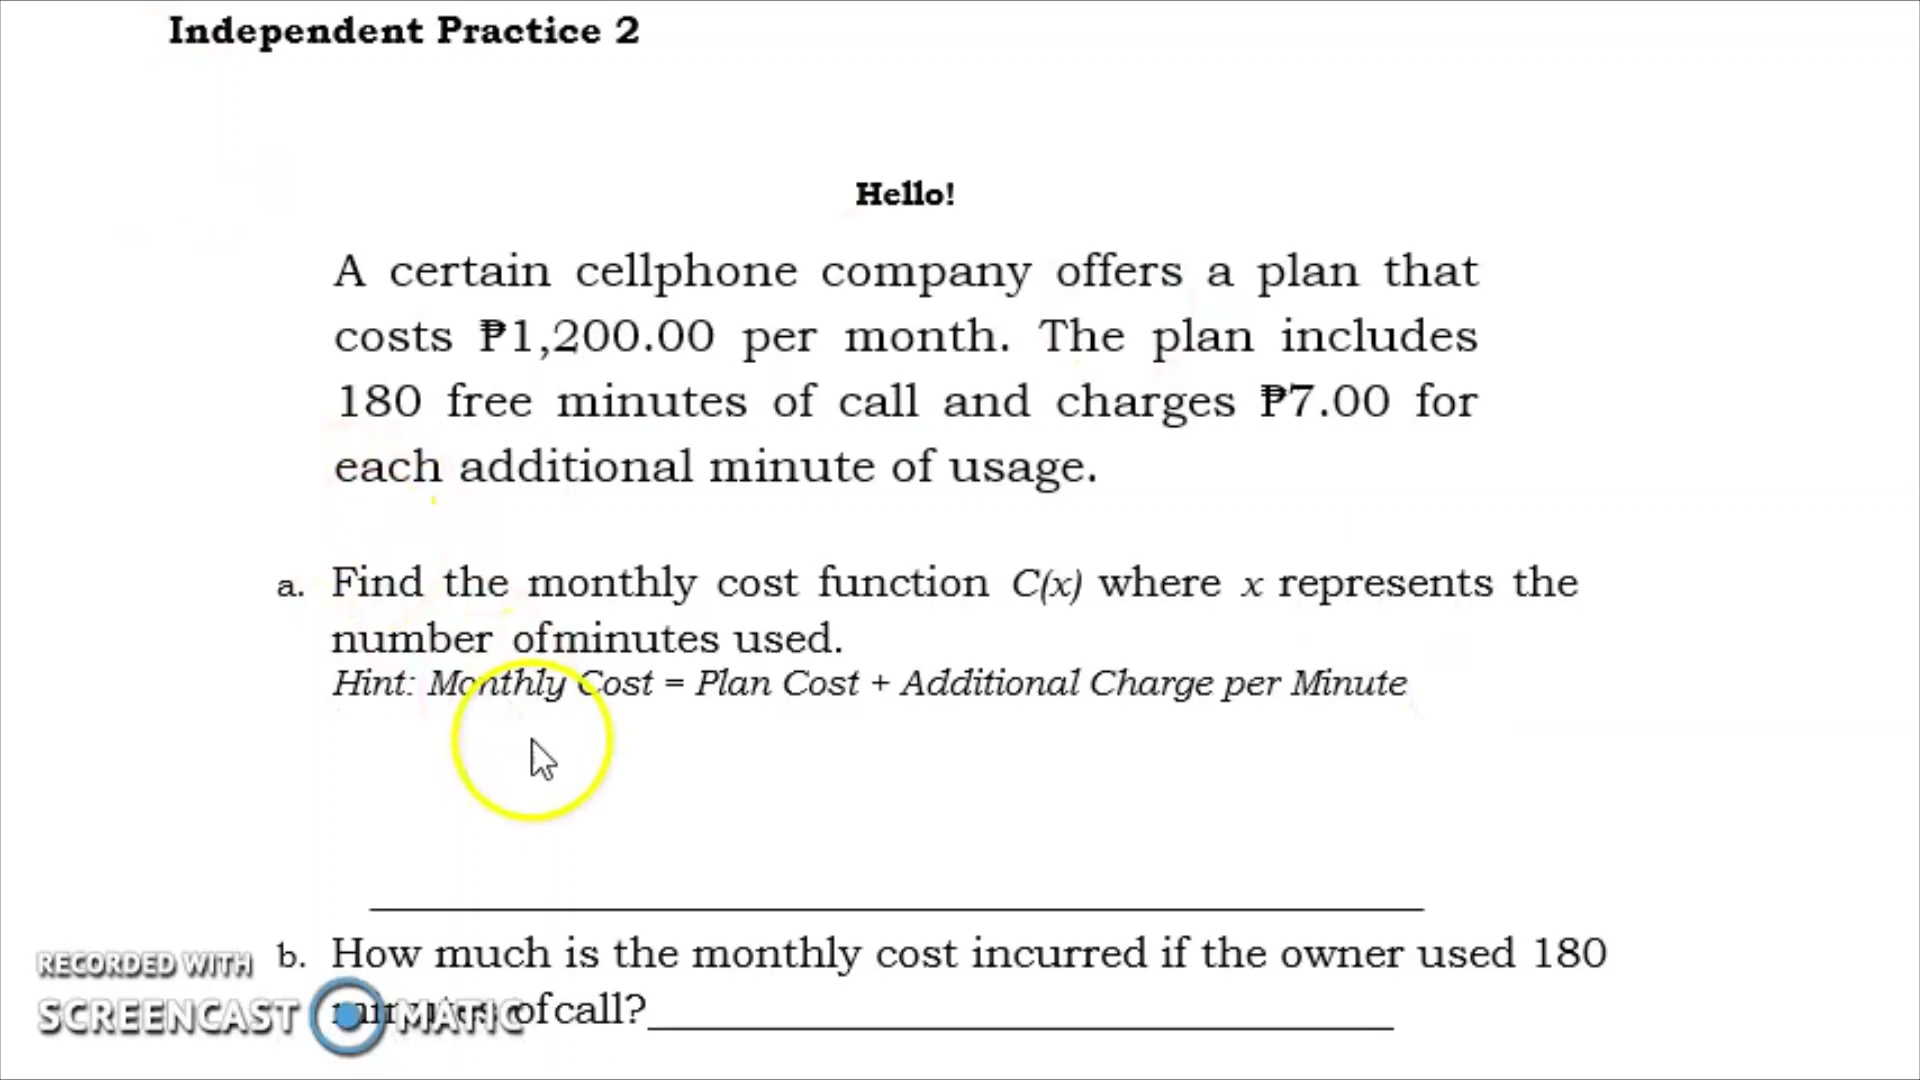 Independent Practice 2
Hello!
A certain cellphone company offers a plan that
costs ₱1,200.00 per month. The plan includes
180 free minutes of call and charges ₱7.00 for
each additional minute of usage.
a. Find the monthly cost function C(x) where x represents the
number ofminutes used.
Hint: Monthly Cost = Plan Cost + Additional Charge per Minute
b. How much is the monthly cost incurred if the owner used 180
minutes ofcall?
RECORDED WITH
SCREENCAST MATIC